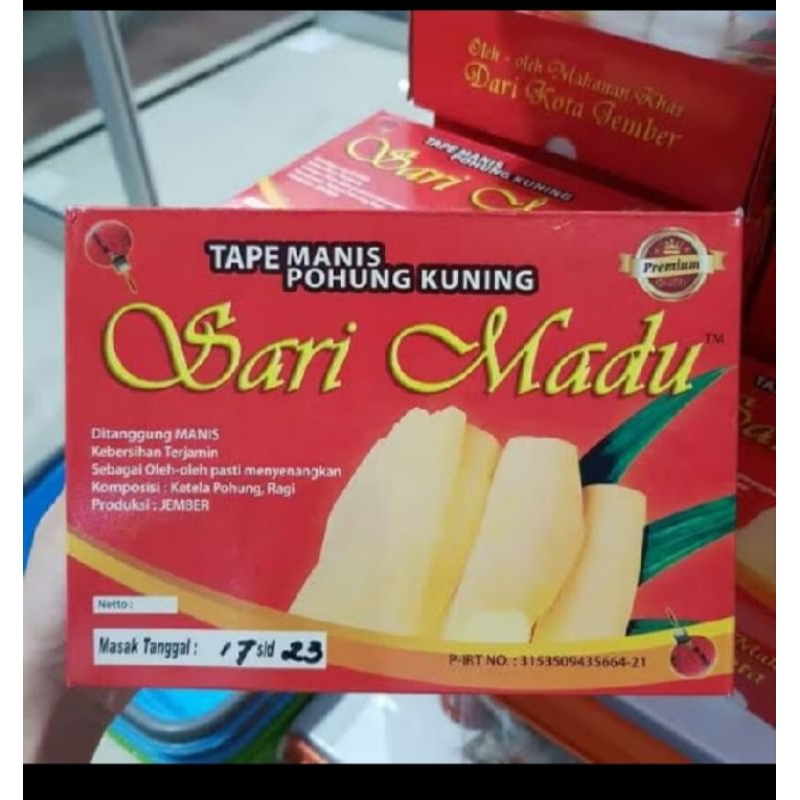 Oleh - oleh Makanan Khas
Dari Kota Jember
TAPE MANIS
POHUNG KUNING
Sari
TAPE MANIS
POHUNG KUNING
Premium
Sari Madu TM
Ditanggung MANIS
Kebersihan Terjamin
Sebagai Oleh-oleh pasti menyenangkan
Komposisi : Ketela Pohung, Ragi
Produksi : JEMBER
Netto :
Masak Tanggal : 17 s/d 23
P-IRT NO. : 3153509435664-21